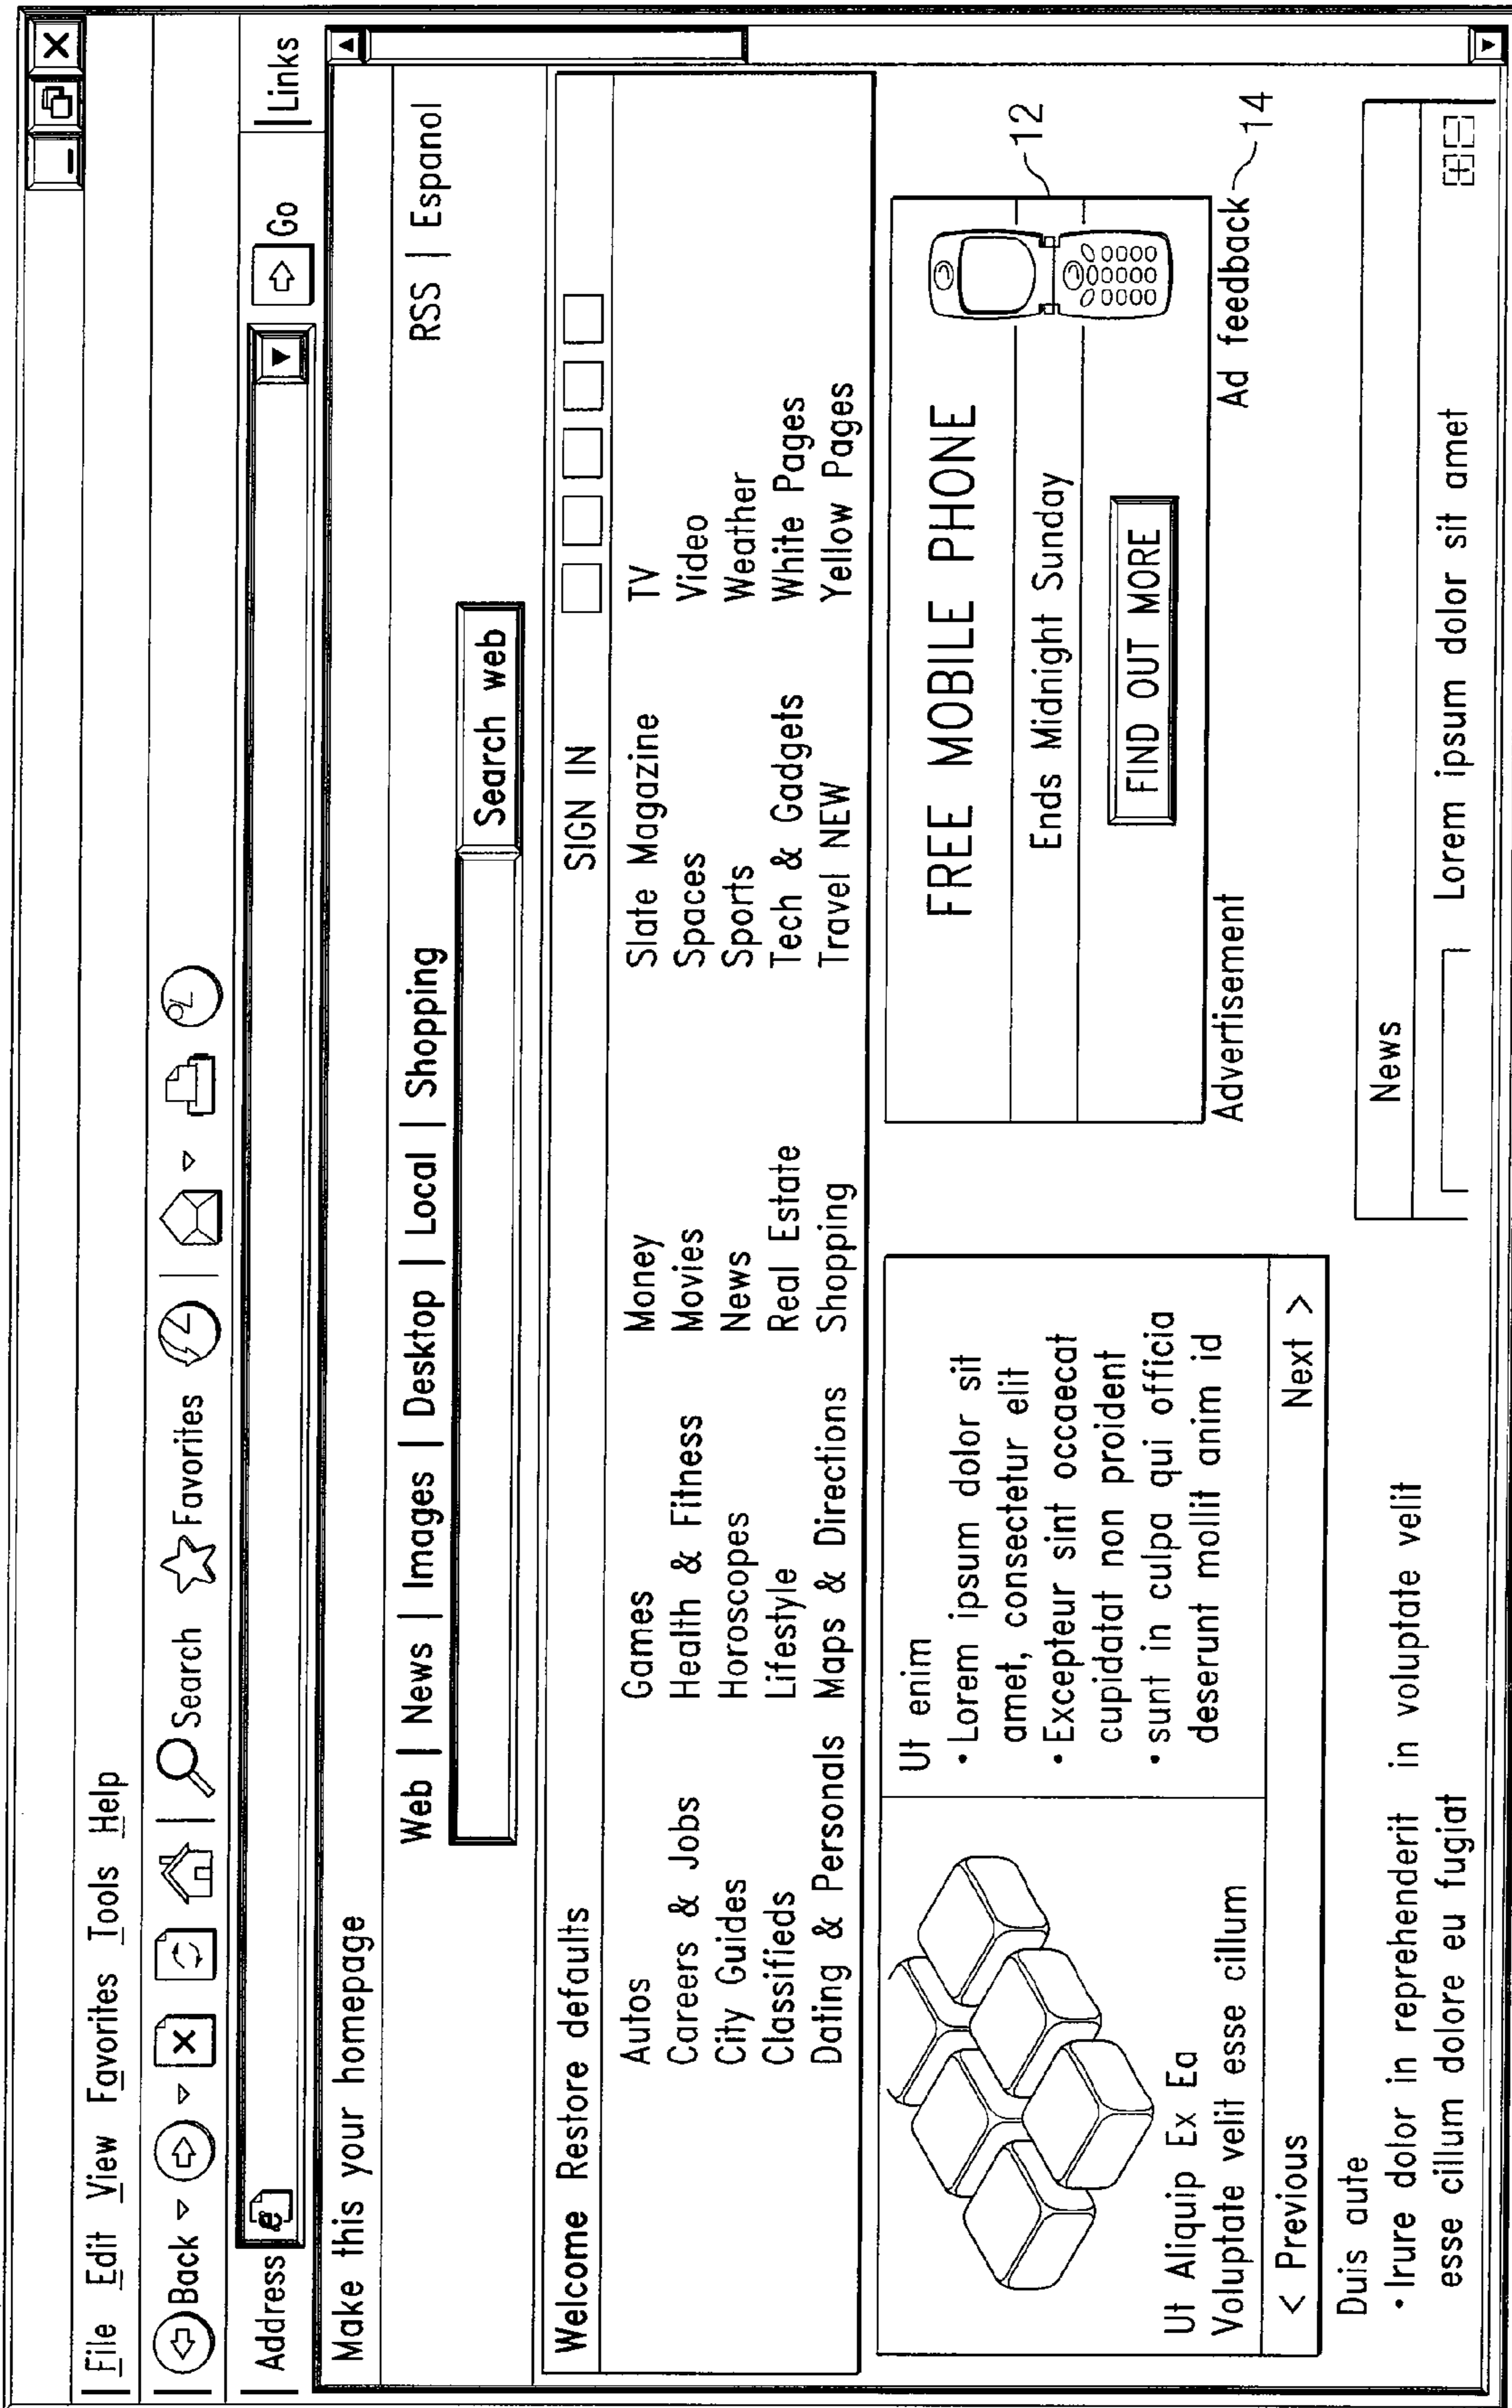 File Edit View Favorites Tools Help
Back Search Favorites
Address Go Links
Make this your homepage
Web | News | Images | Desktop | Local | Shopping RSS | Espanol
Search web
Welcome Restore defaults SIGN IN
Autos Games Money Slate Magazine TV
Careers & Jobs Health & Fitness Movies Spaces Video
City Guides Horoscopes News Sports Weather
Classifieds Lifestyle Real Estate Tech & Gadgets White Pages
Dating & Personals Maps & Directions Shopping Travel NEW Yellow Pages
Ut enim
• Lorem ipsum dolor sit
amet, consectetur elit
• Excepteur sint occaecat
cupidatat non proident
• sunt in culpa qui officia
deserunt mollit anim id
Ut Aliquip Ex Ea
Voluptate velit esse cillum
< Previous Next >
FREE MOBILE PHONE
Ends Midnight Sunday
12
FIND OUT MORE
Advertisement Ad feedback 14
Duis aute
• Irure dolor in reprehenderit in voluptate velit
esse cillum dolore eu fugiat
News
Lorem ipsum dolor sit amet